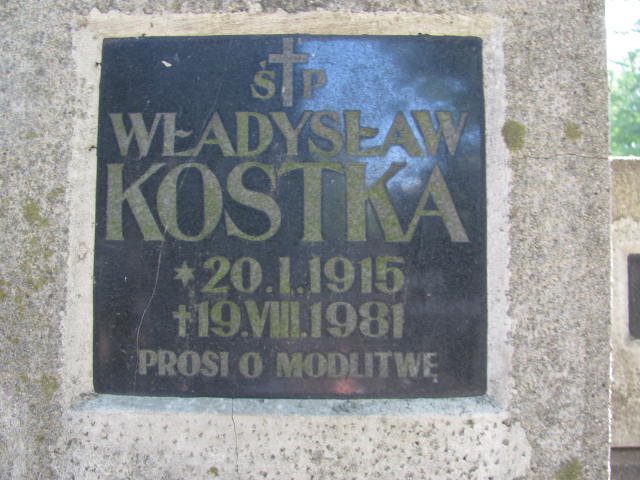 Ś P
WŁADYSŁAW
KOSTKA
* 20.I.1915
†19.VIII.1981
PROSI O MODLITWĘ